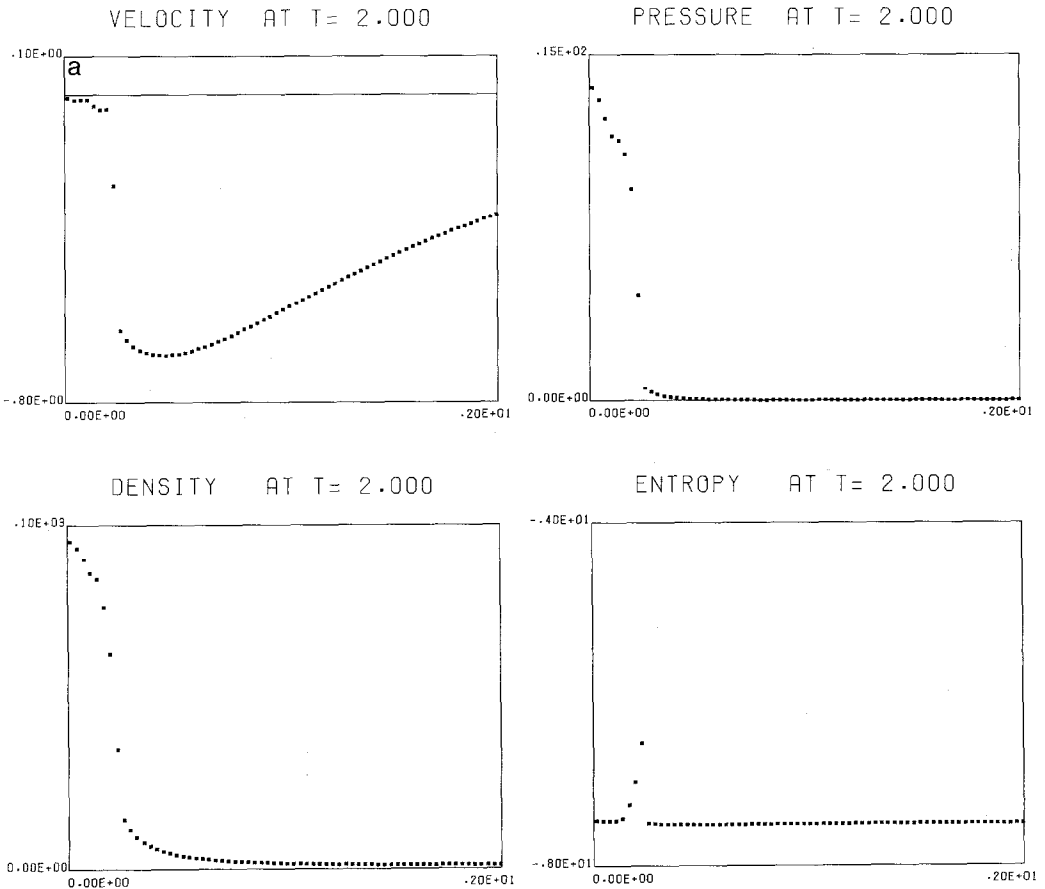 VELOCITY AT T= 2.000
.10E+00
a
-.80E+00
0.00E+00
.20E+01
PRESSURE AT T= 2.000
.15E+02
0.00E+00
0.00E+00
.20E+01
DENSITY AT T= 2.000
.10E+03
0.00E+00
0.00E+00
.20E+01
ENTROPY AT T= 2.000
-.40E+01
-.80E+01
0.00E+00
.20E+01